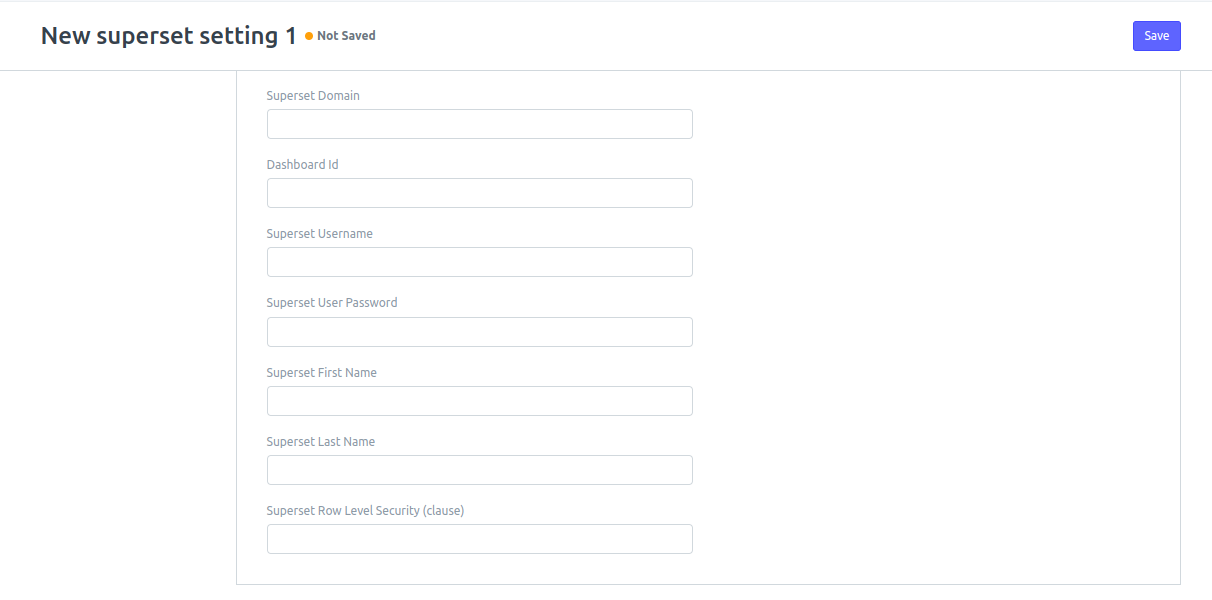 New superset setting 1 Not Saved Save
Superset Domain
Dashboard Id
Superset Username
Superset User Password
Superset First Name
Superset Last Name
Superset Row Level Security (clause)